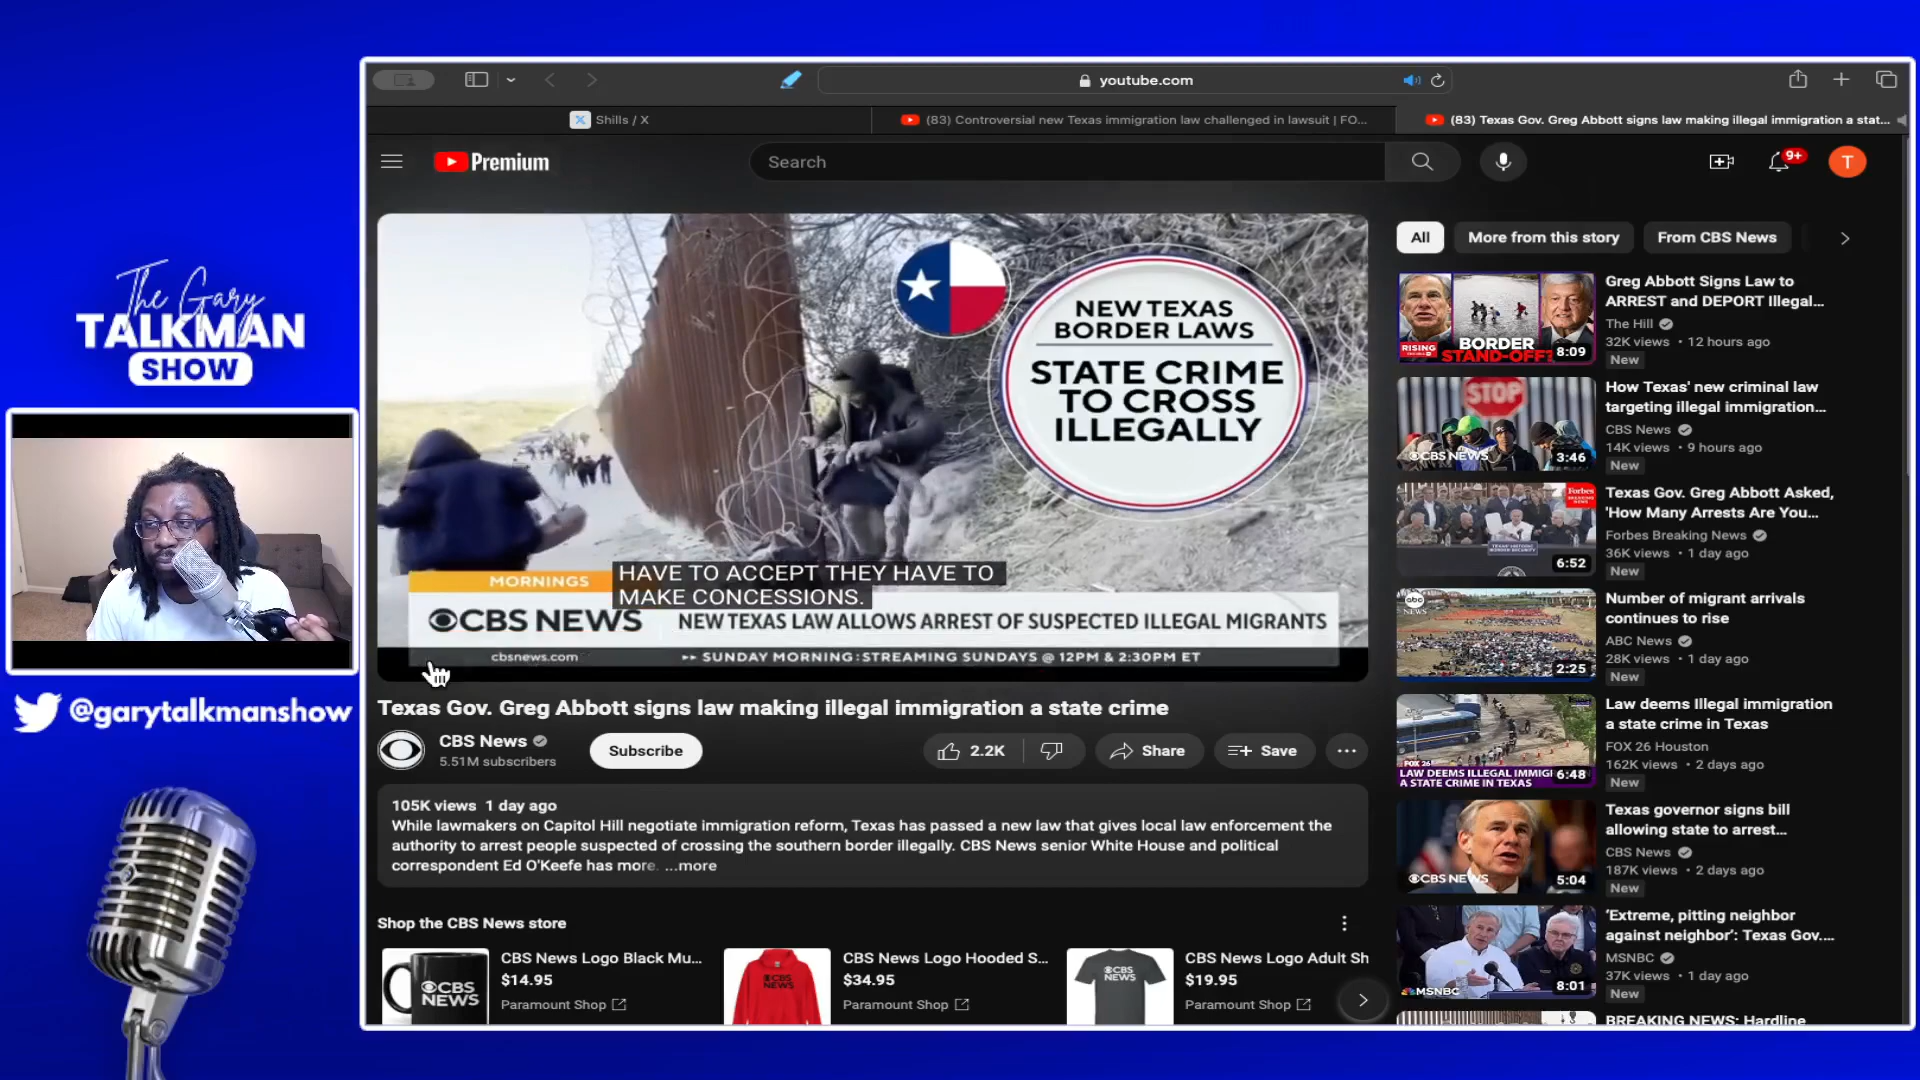 youtube.com
Shills / X
(83) Controversial new Texas immigration law challenged in lawsuit | FO...
(83) Texas Gov. Greg Abbott signs law making illegal immigration a stat...
Premium
Search
9+
T
The Gary
TALKMAN
SHOW
@garytalkmanshow
NEW TEXAS
BORDER LAWS
STATE CRIME
TO CROSS
ILLEGALLY
HAVE TO ACCEPT THEY HAVE TO
MAKE CONCESSIONS.
MORNINGS
CBS NEWS
NEW TEXAS LAW ALLOWS ARREST OF SUSPECTED ILLEGAL MIGRANTS
cbsnews.com
SUNDAY MORNING: STREAMING SUNDAYS @ 12PM & 2:30PM ET
Texas Gov. Greg Abbott signs law making illegal immigration a state crime
CBS News
5.51M subscribers
Subscribe
2.2K
Share
Save
105K views 1 day ago
While lawmakers on Capitol Hill negotiate immigration reform, Texas has passed a new law that gives local law enforcement the
authority to arrest people suspected of crossing the southern border illegally. CBS News senior White House and political
correspondent Ed O'Keefe has more. ...more
Shop the CBS News store
CBS NEWS
CBS News Logo Black Mu...
$14.95
Paramount Shop
CBS NEWS
CBS News Logo Hooded S...
$34.95
Paramount Shop
CBS NEWS
CBS News Logo Adult Sh
$19.95
Paramount Shop
All
More from this story
From CBS News
RISING
BORDER
STAND-OFF?
8:09
Greg Abbott Signs Law to
ARREST and DEPORT Illegal...
The Hill
32K views • 12 hours ago
New
STOP
CBS NEWS
3:46
How Texas' new criminal law
targeting illegal immigration...
CBS News
14K views • 9 hours ago
New
Forbes
6:52
Texas Gov. Greg Abbott Asked,
'How Many Arrests Are You...
Forbes Breaking News
36K views • 1 day ago
New
abc
NEWS
2:25
Number of migrant arrivals
continues to rise
ABC News
28K views • 1 day ago
New
FOX 26
LAW DEEMS ILLEGAL IMMIG
A STATE CRIME IN TEXAS
6:48
Law deems Illegal immigration
a state crime in Texas
FOX 26 Houston
162K views • 2 days ago
New
CBS NEWS
5:04
Texas governor signs bill
allowing state to arrest...
CBS News
187K views • 2 days ago
New
MSNBC
8:01
'Extreme, pitting neighbor
against neighbor': Texas Gov....
MSNBC
37K views • 1 day ago
New
BREAKING NEWS: Hardline